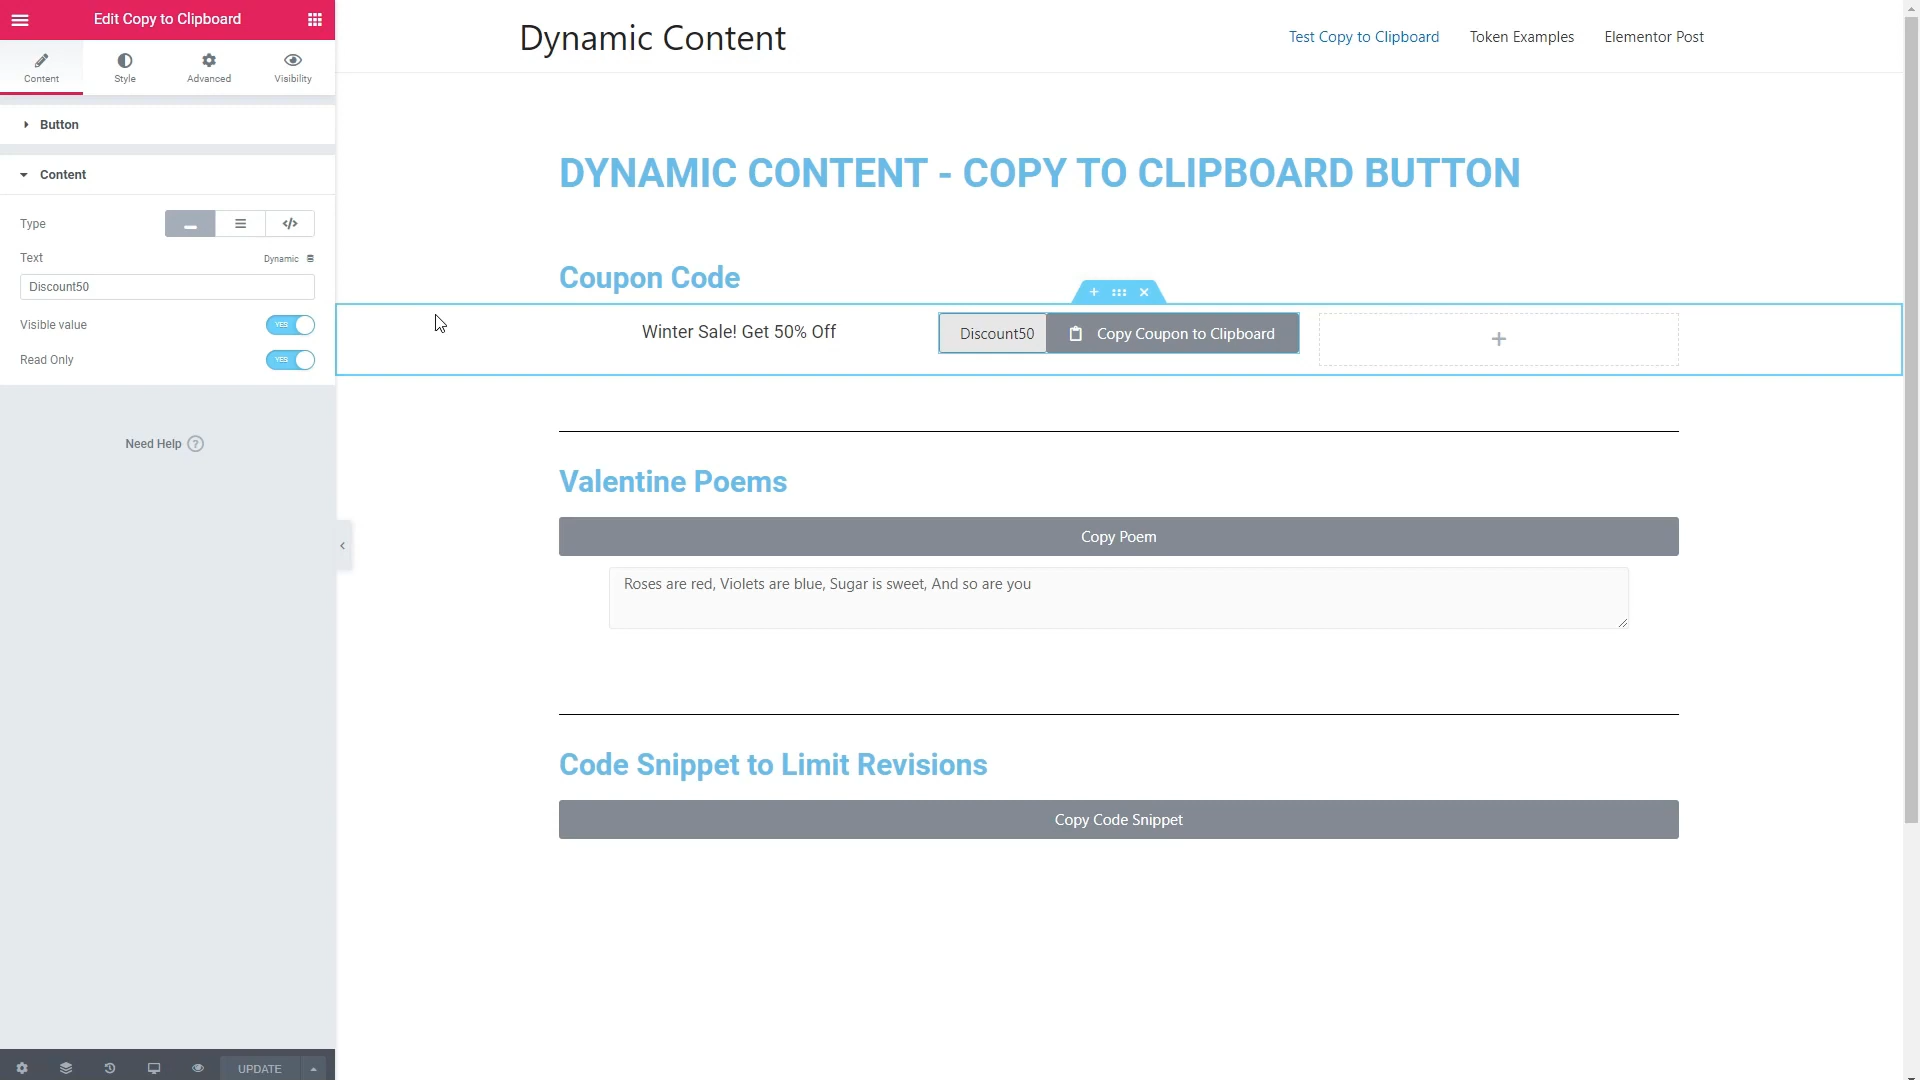 Edit Copy to Clipboard
Content
Style
Advanced
Visibility
Button
Content
Type
Text
Dynamic
Discount50
Visible value
YES
Read Only
YES
Need Help ?
UPDATE
Dynamic Content
Test Copy to Clipboard
Token Examples
Elementor Post
DYNAMIC CONTENT - COPY TO CLIPBOARD BUTTON
Coupon Code
Winter Sale! Get 50% Off
Discount50
Copy Coupon to Clipboard
Valentine Poems
Copy Poem
Roses are red, Violets are blue, Sugar is sweet, And so are you
Code Snippet to Limit Revisions
Copy Code Snippet